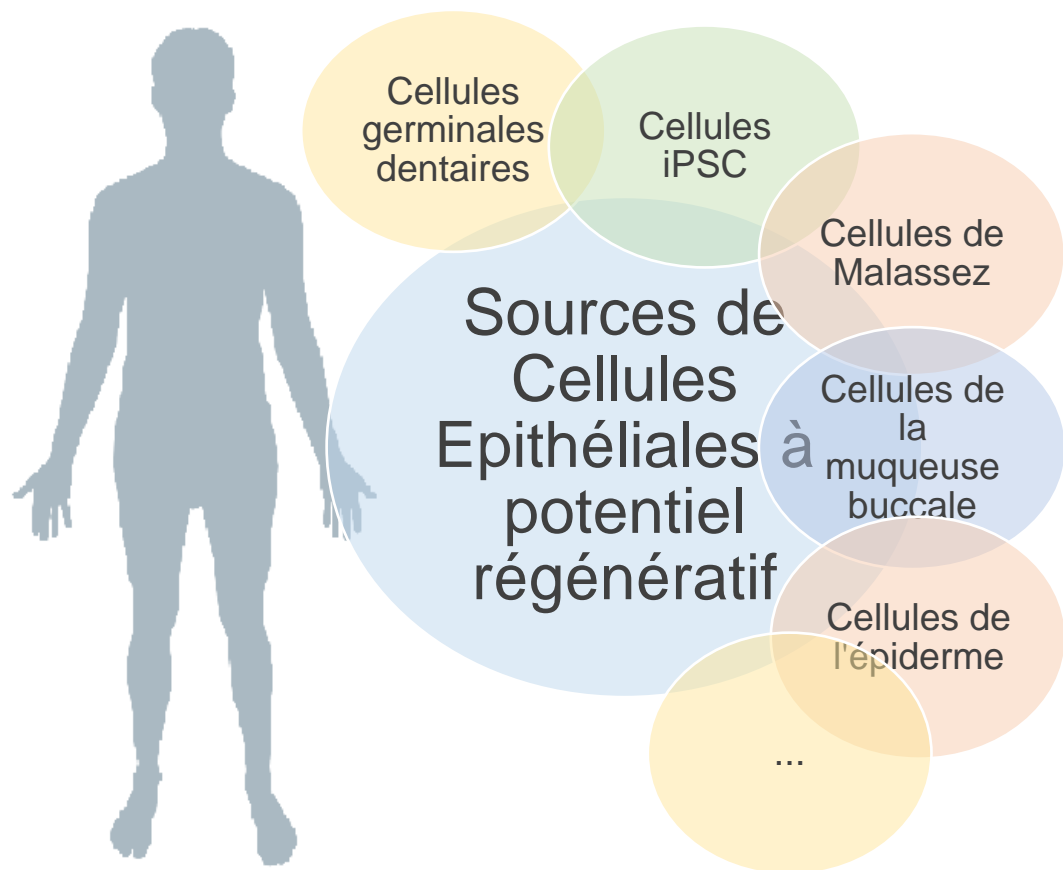 Cellules
germinales
dentaires
Cellules
iPSC
Cellules de
Malassez
Sources de
Cellules
Epithéliales à
potentiel
régénératif
Cellules de
la
muqueuse
buccale
Cellules de
l'épiderme
...